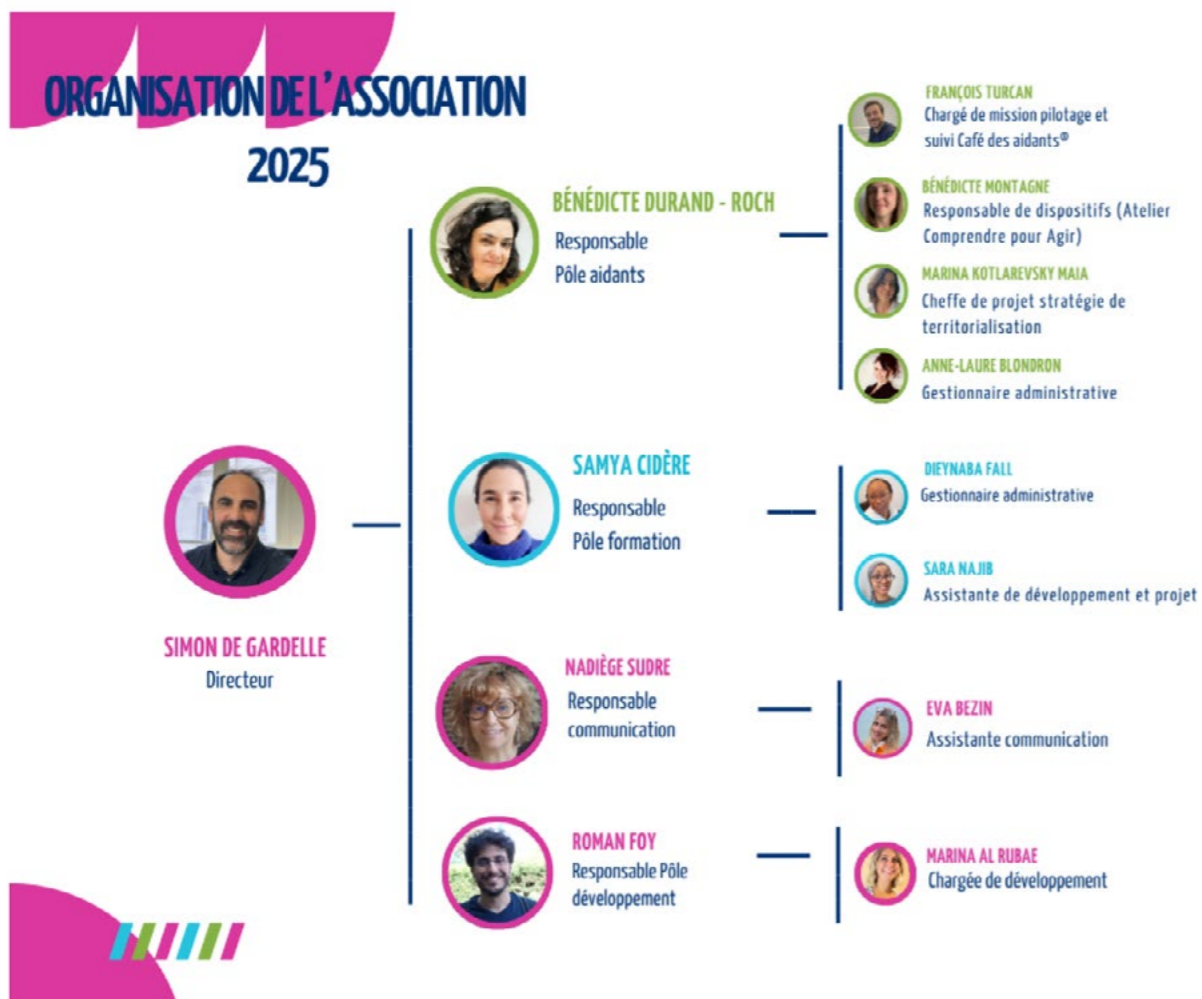 ORGANISATION DE L'ASSOCIATION
2025
SIMON DE GARDELLE
Directeur
BÉNÉDICTE DURAND - ROCH
Responsable
Pôle aidants
FRANÇOIS TURCAN
Chargé de mission pilotage et
suivi Café des aidants®
BÉNÉDICTE MONTAGNE
Responsable de dispositifs (Atelier
Comprendre pour Agir)
MARINA KOTLAREVSKY MAIA
Cheffe de projet stratégie de
territorialisation
ANNE-LAURE BLONDRON
Gestionnaire administrative
SAMYA CIDÈRE
Responsable
Pôle formation
DIEYNABA FALL
Gestionnaire administrative
SARA NAJIB
Assistante de développement et projet
NADIÈGE SUDRE
Responsable
communication
EVA BEZIN
Assistante communication
ROMAN FOY
Responsable Pôle
développement
MARINA AL RUBAE
Chargée de développement